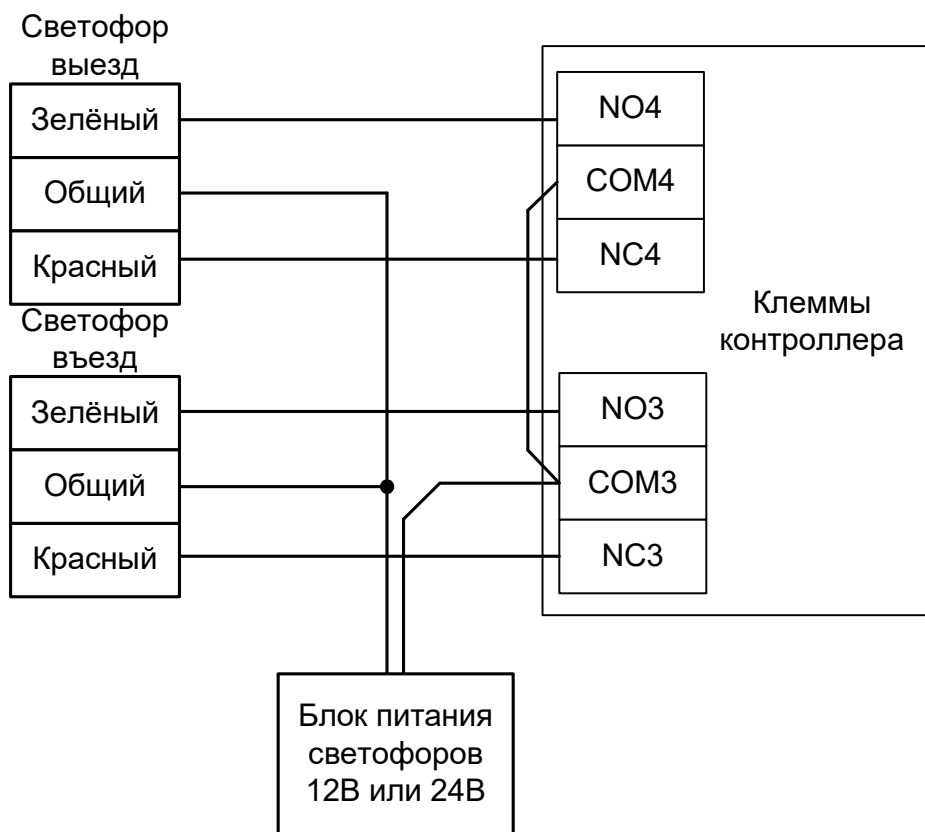 Светофор
выезд
Зелёный
Общий
Красный
Светофор
въезд
Зелёный
Общий
Красный
NO4
COM4
NC4
Клеммы
контроллера
NO3
COM3
NC3
Блок питания
светофоров
12В или 24В